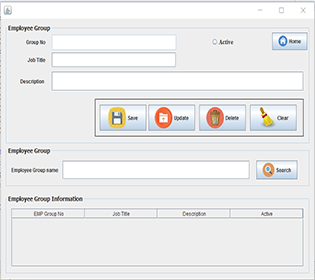 Employee Group
Group No
Active
Home
Job Title
Description
Save
Update
Delete
Clear
Employee Group
Employee Group name
Search
Employee Group Information
EMP Group No
Job Title
Description
Active